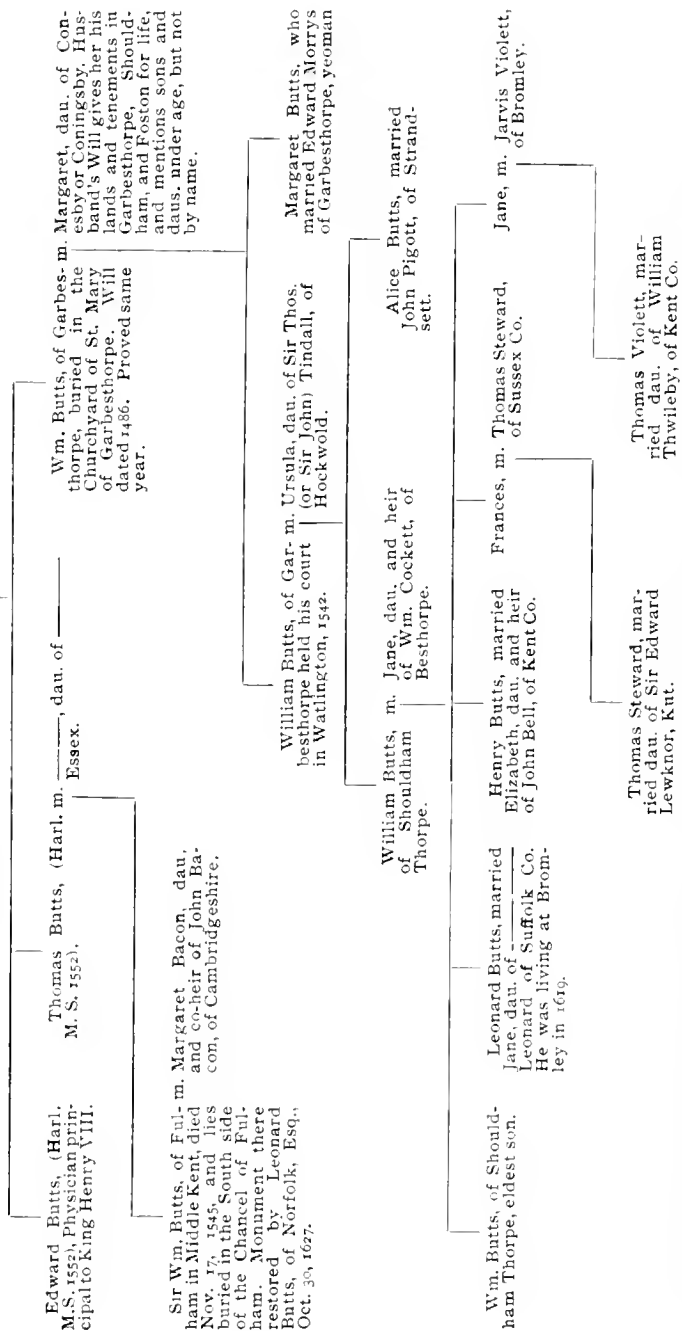 Edward Butts, (Harl.
M.S. 1552), Physician prin-
cipal to King Henry VIII.
Thomas Butts, (Harl. m. ———, dau. of ———
M. S. 1552). Essex.
Wm. Butts, of Garbes- m. Margaret, dau. of Con-
thorpe, buried in the
Churchyard of St. Mary
of Garbesthorpe. Will
dated 1486. Proved same
year.
esby or Coningsby. Hus-
band's Will gives her his
lands and tenements in
Garbesthorpe, Should-
ham, and Foston for life,
and mentions sons and
daus. under age, but not
by name.
Sir Wm. Butts, of Ful- m. Margaret Bacon, dau.
ham in Middle Kent, died
Nov. 17, 1545, and lies
buried in the South side
of the Chancel of Ful-
ham. Monument there
restored by Leonard
Butts, of Norfolk, Esq.,
Oct. 30, 1627.
and co-heir of John Ba-
con, of Cambridgeshire.
William Butts, of Gar- m. Ursula, dau. of Sir Thos.
besthorpe held his court
in Watlington, 1542.
(or Sir John) Tindall, of
Hockwold.
Margaret Butts, who
married Edward Morrys
of Garbesthorpe, yeoman
William Butts, m. Jane, dau. and heir
of Shouldham
Thorpe.
of Wm. Cockett, of
Besthorpe.
Alice Butts, married
John Pigott, of Strand-
sett.
Wm. Butts, of Should-
ham Thorpe, eldest son.
Leonard Butts, married
Jane, dau. of ——— ———
Leonard of Suffolk Co.
He was living at Brom-
ley in 1619.
Henry Butts, married
Elizabeth, dau. and heir
of John Bell, of Kent Co.
Frances, m. Thomas Steward,
of Sussex Co.
Jane, m. Jarvis Violett,
of Bromley.
Thomas Steward, mar-
ried dau. of Sir Edward
Lewknor, Kut.
Thomas Violett, mar-
ried dau. of William
Thwileby, of Kent Co.